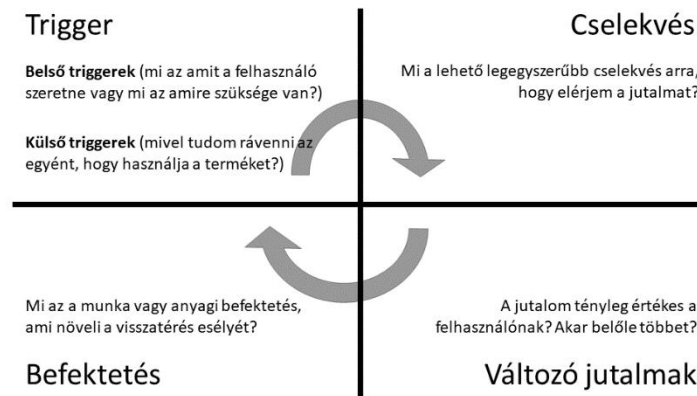 Trigger
Belső triggerek (mi az amit a felhasználó
szeretne vagy mi az amire szüksége van?)
Külső triggerek (mivel tudom rávenni az
egyént, hogy használja a terméket?)
Cselekvés
Mi a lehető legegyszerűbb cselekvés arra,
hogy elérjem a jutalmat?
Mi az a munka vagy anyagi befektetés,
ami növeli a visszatérés esélyét?
Befektetés
A jutalom tényleg értékes a
felhasználónak? Akar belőle többet?
Változó jutalmak